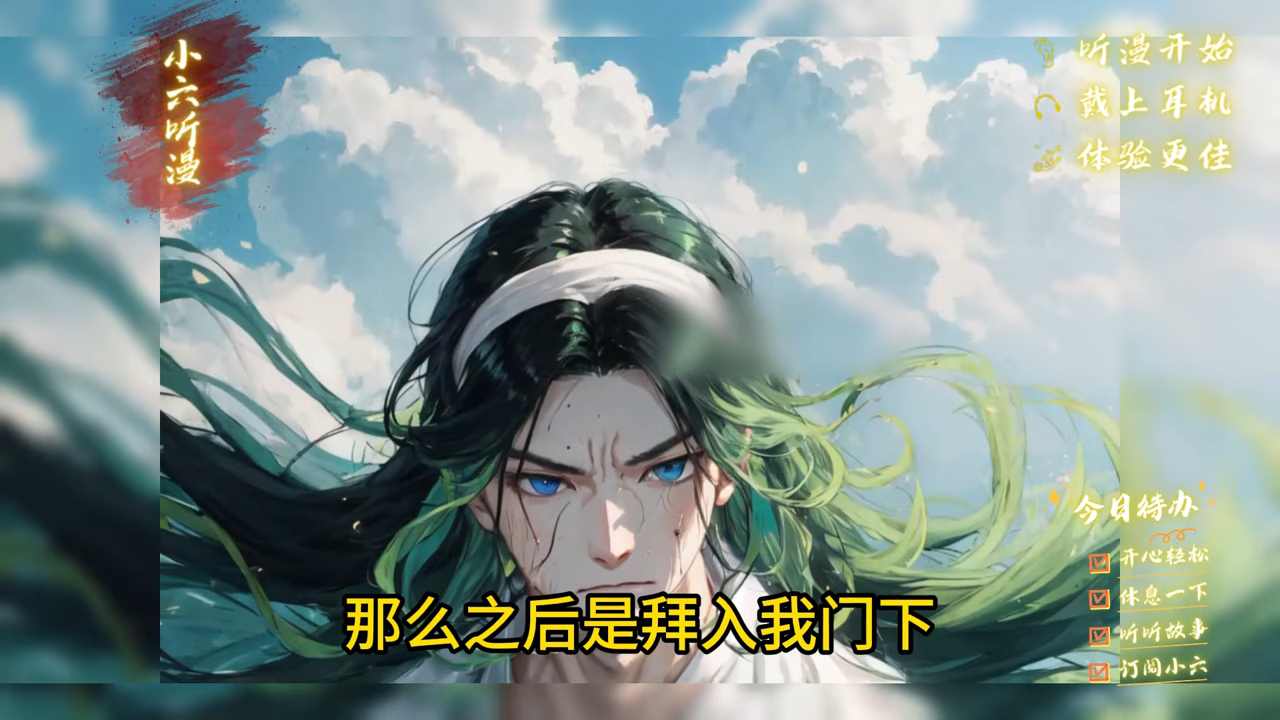 小六听漫
听漫开始
戴上耳机
体验更佳
今日待办
开心轻松
休息一下
听听故事
订阅小六
那么之后是拜入我门下